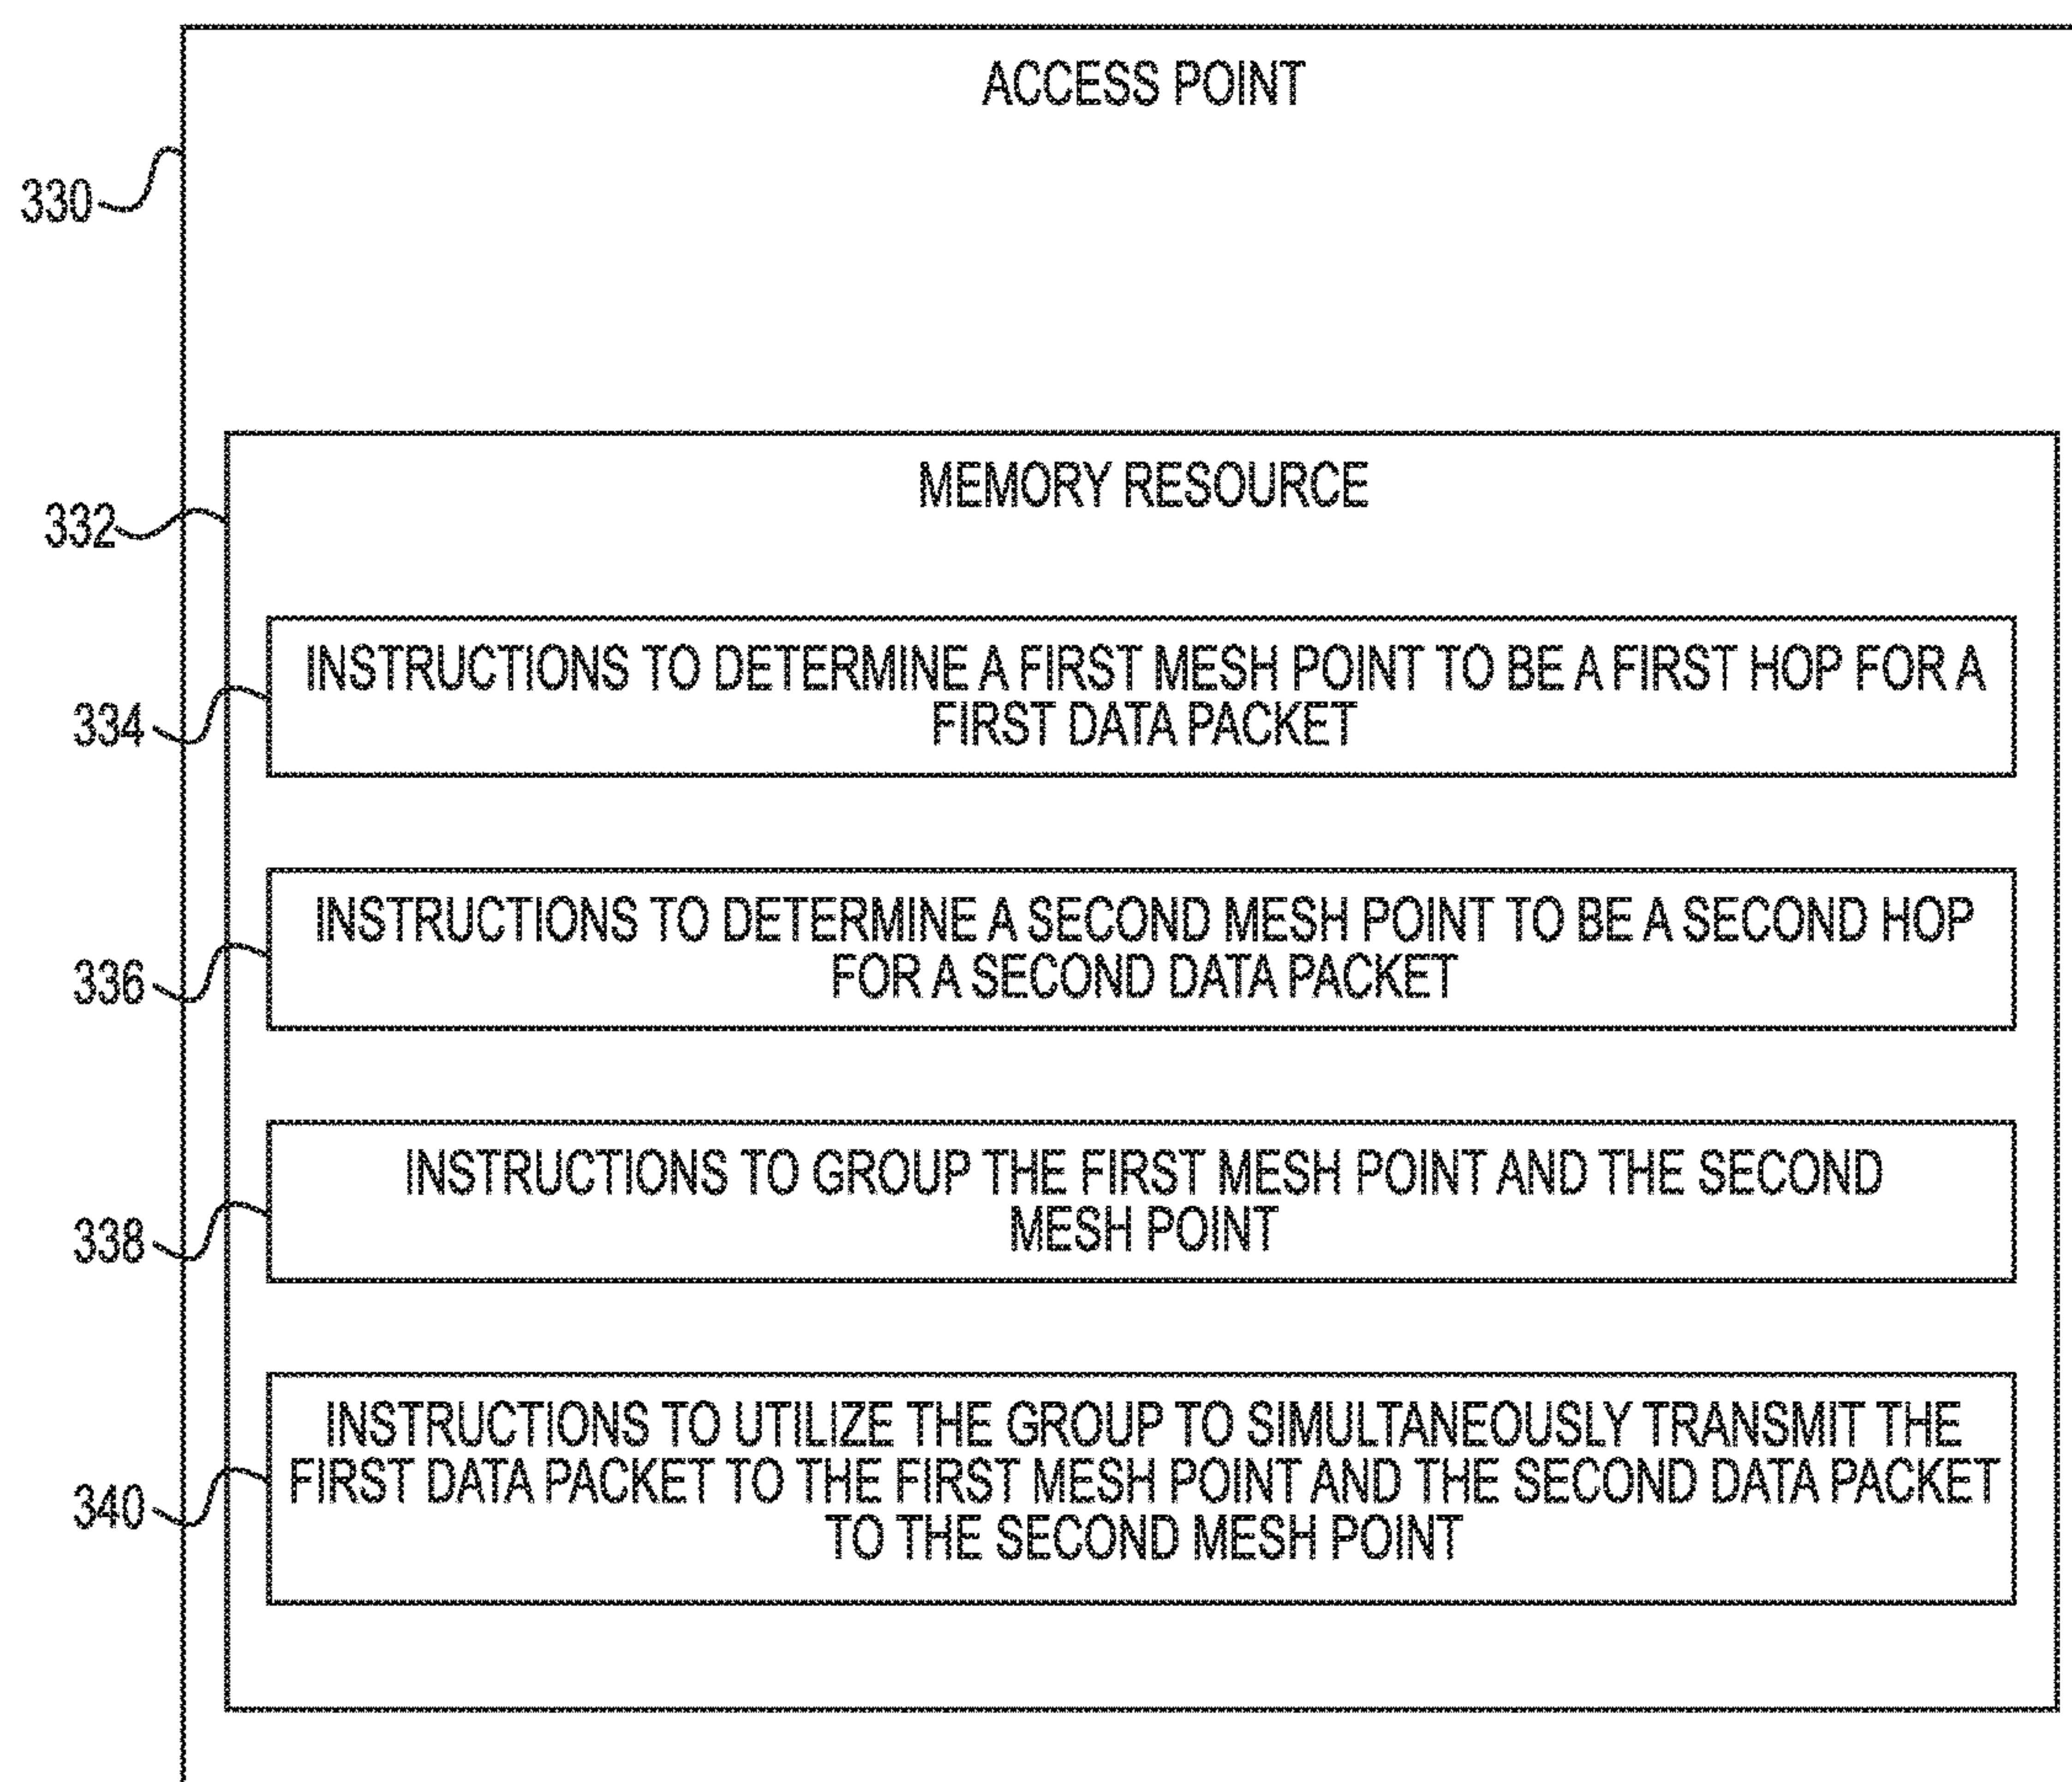 ACCESS POINT
330
MEMORY RESOURCE
332
INSTRUCTIONS TO DETERMINE A FIRST MESH POINT TO BE A FIRST HOP FOR A
FIRST DATA PACKET
334
INSTRUCTIONS TO DETERMINE A SECOND MESH POINT TO BE A SECOND HOP
FOR A SECOND DATA PACKET
336
INSTRUCTIONS TO GROUP THE FIRST MESH POINT AND THE SECOND
MESH POINT
338
INSTRUCTIONS TO UTILIZE THE GROUP TO SIMULTANEOUSLY TRANSMIT THE
FIRST DATA PACKET TO THE FIRST MESH POINT AND THE SECOND DATA PACKET
TO THE SECOND MESH POINT
340